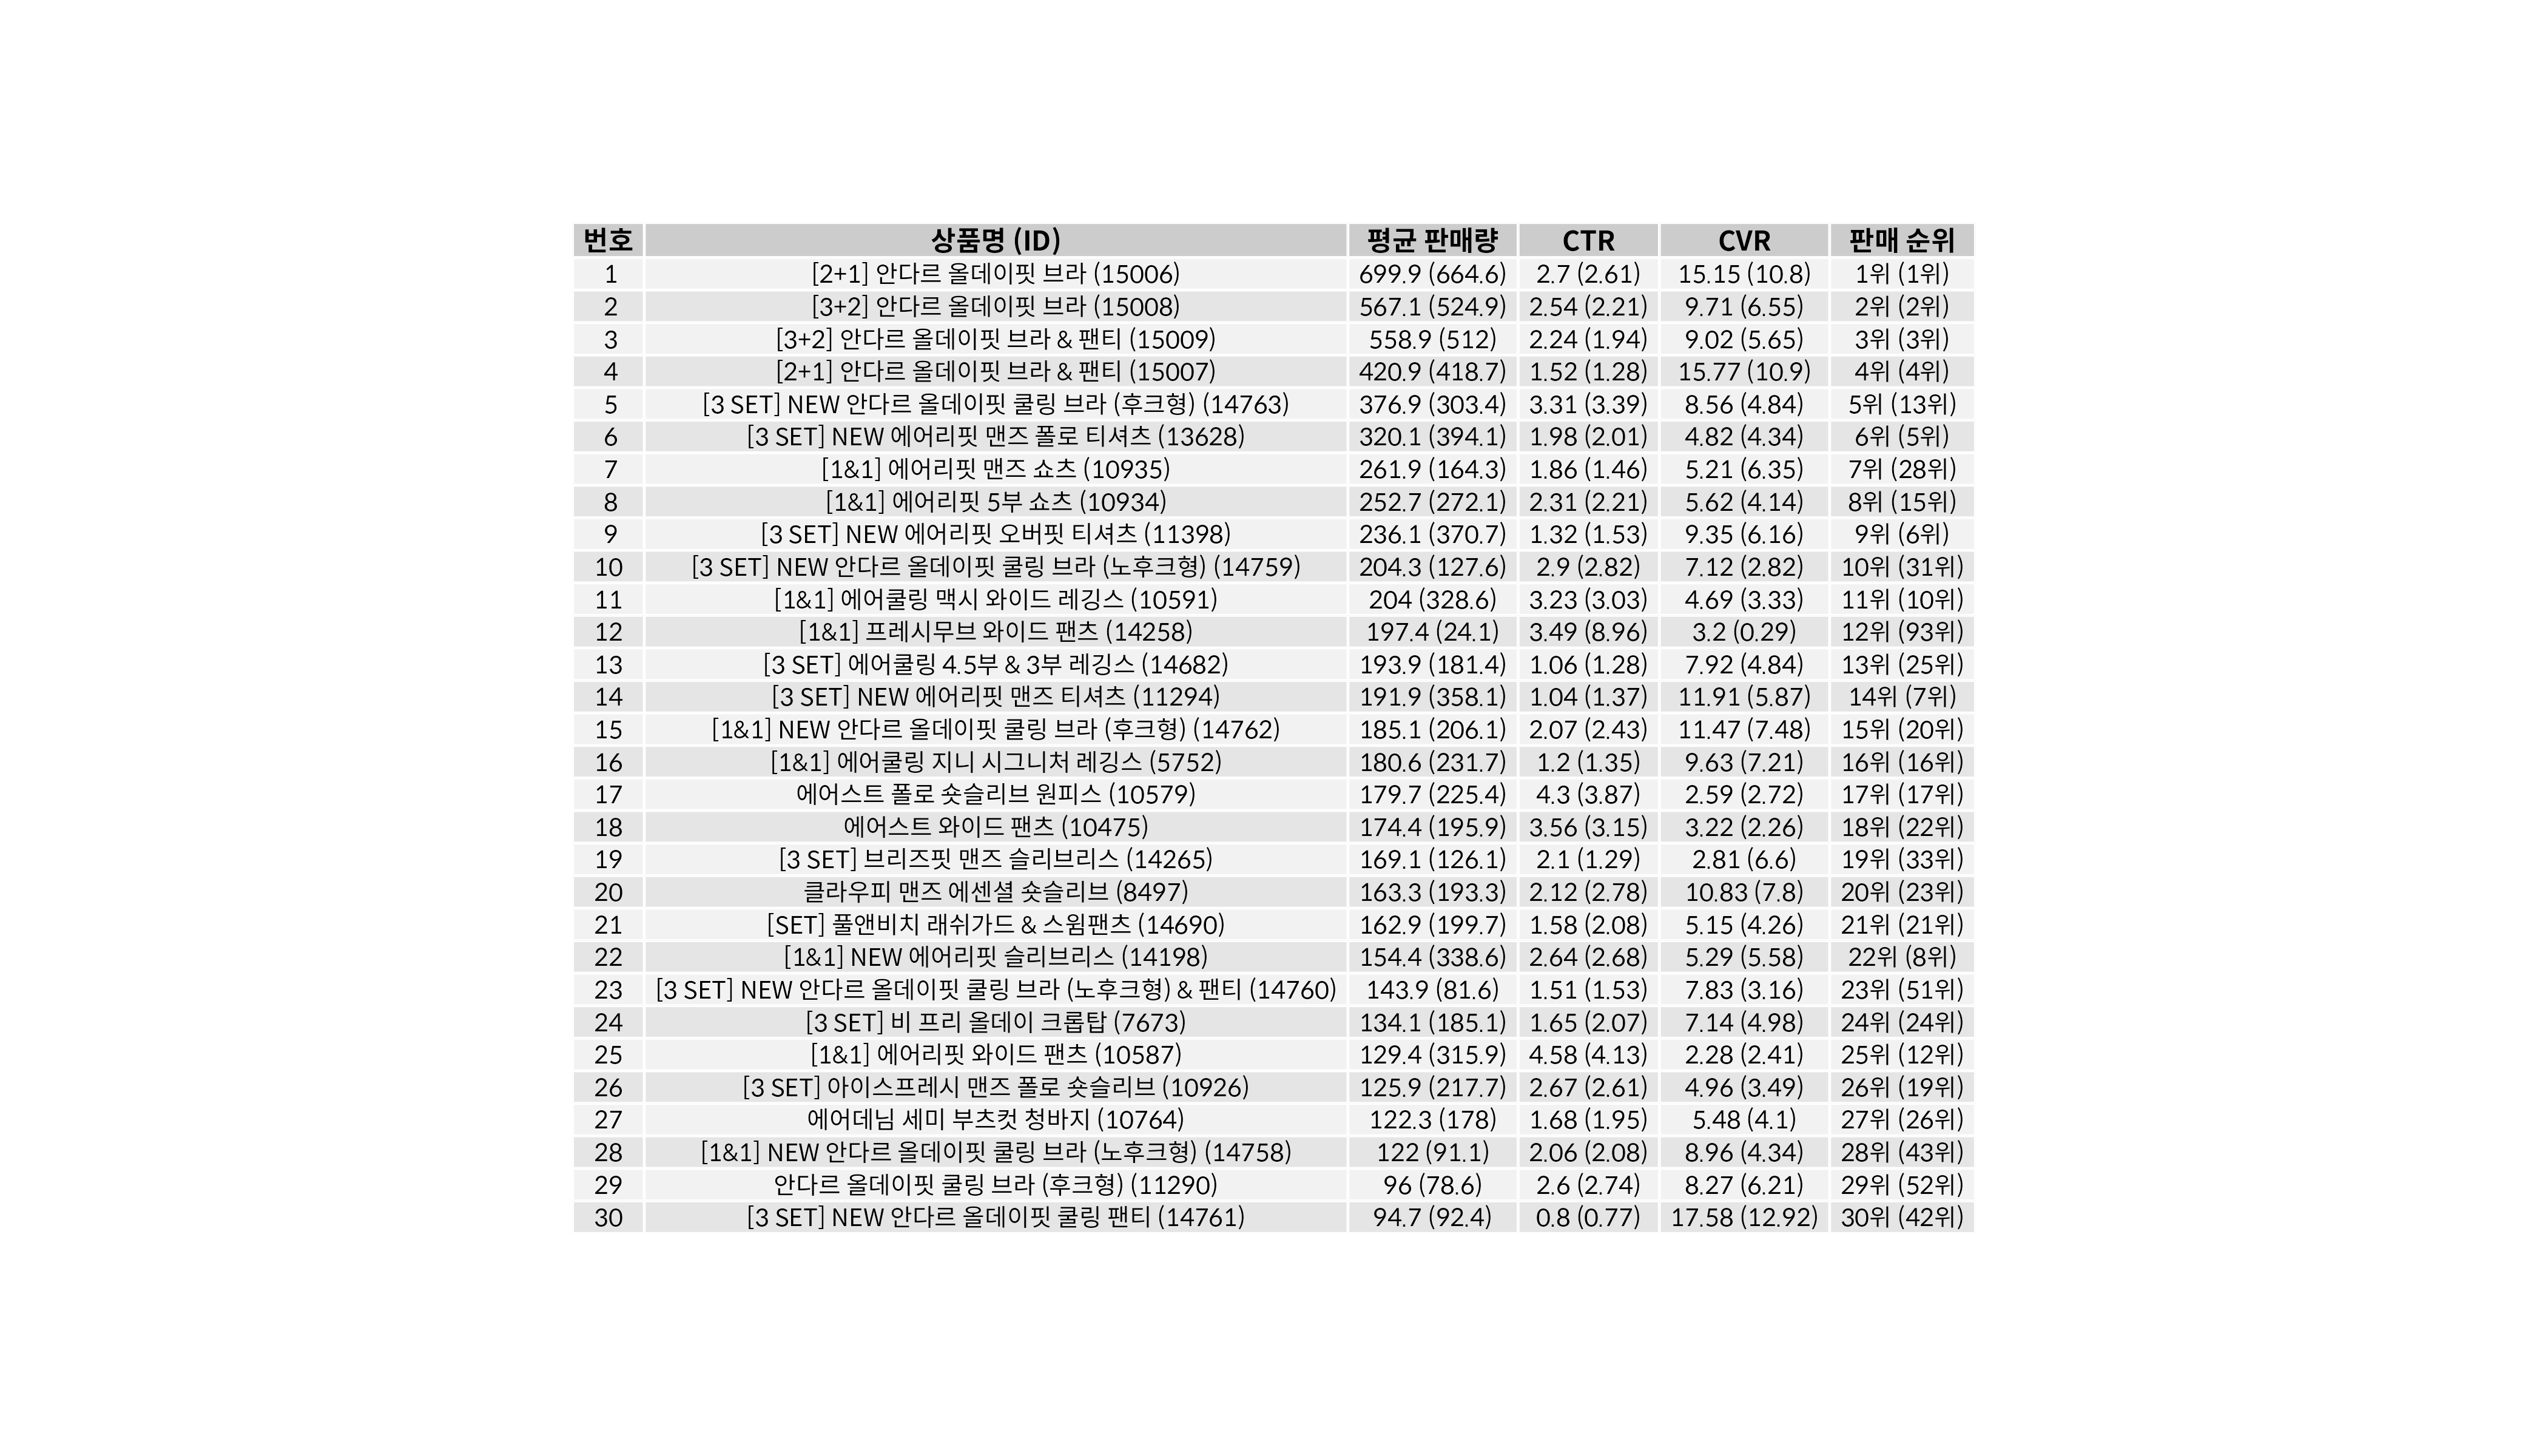 번호 상품명 (ID) 평균 판매량 CTR CVR 판매 순위
1 [2+1] 안다르 올데이핏 브라 (15006) 699.9 (664.6) 2.7 (2.61) 15.15 (10.8) 1위 (1위)
2 [3+2] 안다르 올데이핏 브라 (15008) 567.1 (524.9) 2.54 (2.21) 9.71 (6.55) 2위 (2위)
3 [3+2] 안다르 올데이핏 브라 & 팬티 (15009) 558.9 (512) 2.24 (1.94) 9.02 (5.65) 3위 (3위)
4 [2+1] 안다르 올데이핏 브라 & 팬티 (15007) 420.9 (418.7) 1.52 (1.28) 15.77 (10.9) 4위 (4위)
5 [3 SET] NEW 안다르 올데이핏 쿨링 브라 (후크형) (14763) 376.9 (303.4) 3.31 (3.39) 8.56 (4.84) 5위 (13위)
6 [3 SET] NEW 에어리핏 맨즈 폴로 티셔츠 (13628) 320.1 (394.1) 1.98 (2.01) 4.82 (4.34) 6위 (5위)
7 [1&1] 에어리핏 맨즈 쇼츠 (10935) 261.9 (164.3) 1.86 (1.46) 5.21 (6.35) 7위 (28위)
8 [1&1] 에어리핏 5부 쇼츠 (10934) 252.7 (272.1) 2.31 (2.21) 5.62 (4.14) 8위 (15위)
9 [3 SET] NEW 에어리핏 오버핏 티셔츠 (11398) 236.1 (370.7) 1.32 (1.53) 9.35 (6.16) 9위 (6위)
10 [3 SET] NEW 안다르 올데이핏 쿨링 브라 (노후크형) (14759) 204.3 (127.6) 2.9 (2.82) 7.12 (2.82) 10위 (31위)
11 [1&1] 에어쿨링 맥시 와이드 레깅스 (10591) 204 (328.6) 3.23 (3.03) 4.69 (3.33) 11위 (10위)
12 [1&1] 프레시무브 와이드 팬츠 (14258) 197.4 (24.1) 3.49 (8.96) 3.2 (0.29) 12위 (93위)
13 [3 SET] 에어쿨링 4.5부 & 3부 레깅스 (14682) 193.9 (181.4) 1.06 (1.28) 7.92 (4.84) 13위 (25위)
14 [3 SET] NEW 에어리핏 맨즈 티셔츠 (11294) 191.9 (358.1) 1.04 (1.37) 11.91 (5.87) 14위 (7위)
15 [1&1] NEW 안다르 올데이핏 쿨링 브라 (후크형) (14762) 185.1 (206.1) 2.07 (2.43) 11.47 (7.48) 15위 (20위)
16 [1&1] 에어쿨링 지니 시그니처 레깅스 (5752) 180.6 (231.7) 1.2 (1.35) 9.63 (7.21) 16위 (16위)
17 에어스트 폴로 숏슬리브 원피스 (10579) 179.7 (225.4) 4.3 (3.87) 2.59 (2.72) 17위 (17위)
18 에어스트 와이드 팬츠 (10475) 174.4 (195.9) 3.56 (3.15) 3.22 (2.26) 18위 (22위)
19 [3 SET] 브리즈핏 맨즈 슬리브리스 (14265) 169.1 (126.1) 2.1 (1.29) 2.81 (6.6) 19위 (33위)
20 클라우피 맨즈 에센셜 숏슬리브 (8497) 163.3 (193.3) 2.12 (2.78) 10.83 (7.8) 20위 (23위)
21 [SET] 풀앤비치 래쉬가드 & 스윔팬츠 (14690) 162.9 (199.7) 1.58 (2.08) 5.15 (4.26) 21위 (21위)
22 [1&1] NEW 에어리핏 슬리브리스 (14198) 154.4 (338.6) 2.64 (2.68) 5.29 (5.58) 22위 (8위)
23 [3 SET] NEW 안다르 올데이핏 쿨링 브라 (노후크형) & 팬티 (14760) 143.9 (81.6) 1.51 (1.53) 7.83 (3.16) 23위 (51위)
24 [3 SET] 비 프리 올데이 크롭탑 (7673) 134.1 (185.1) 1.65 (2.07) 7.14 (4.98) 24위 (24위)
25 [1&1] 에어리핏 와이드 팬츠 (10587) 129.4 (315.9) 4.58 (4.13) 2.28 (2.41) 25위 (12위)
26 [3 SET] 아이스프레시 맨즈 폴로 숏슬리브 (10926) 125.9 (217.7) 2.67 (2.61) 4.96 (3.49) 26위 (19위)
27 에어데님 세미 부츠컷 청바지 (10764) 122.3 (178) 1.68 (1.95) 5.48 (4.1) 27위 (26위)
28 [1&1] NEW 안다르 올데이핏 쿨링 브라 (노후크형) (14758) 122 (91.1) 2.06 (2.08) 8.96 (4.34) 28위 (43위)
29 안다르 올데이핏 쿨링 브라 (후크형) (11290) 96 (78.6) 2.6 (2.74) 8.27 (6.21) 29위 (52위)
30 [3 SET] NEW 안다르 올데이핏 쿨링 팬티 (14761) 94.7 (92.4) 0.8 (0.77) 17.58 (12.92) 30위 (42위)